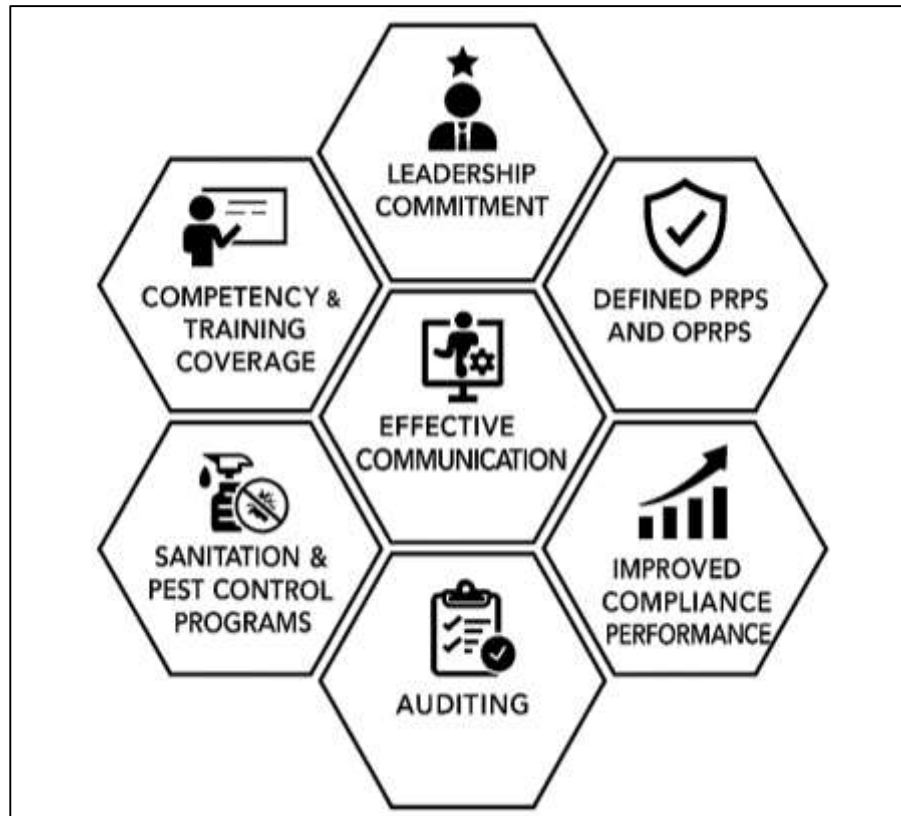 LEADERSHIP
COMMITMENT
COMPETENCY &
TRAINING
COVERAGE
DEFINED PRPS
AND OPRPS
EFFECTIVE
COMMUNICATION
SANITATION &
PEST CONTROL
PROGRAMS
IMPROVED
COMPLIANCE
PERFORMANCE
AUDITING